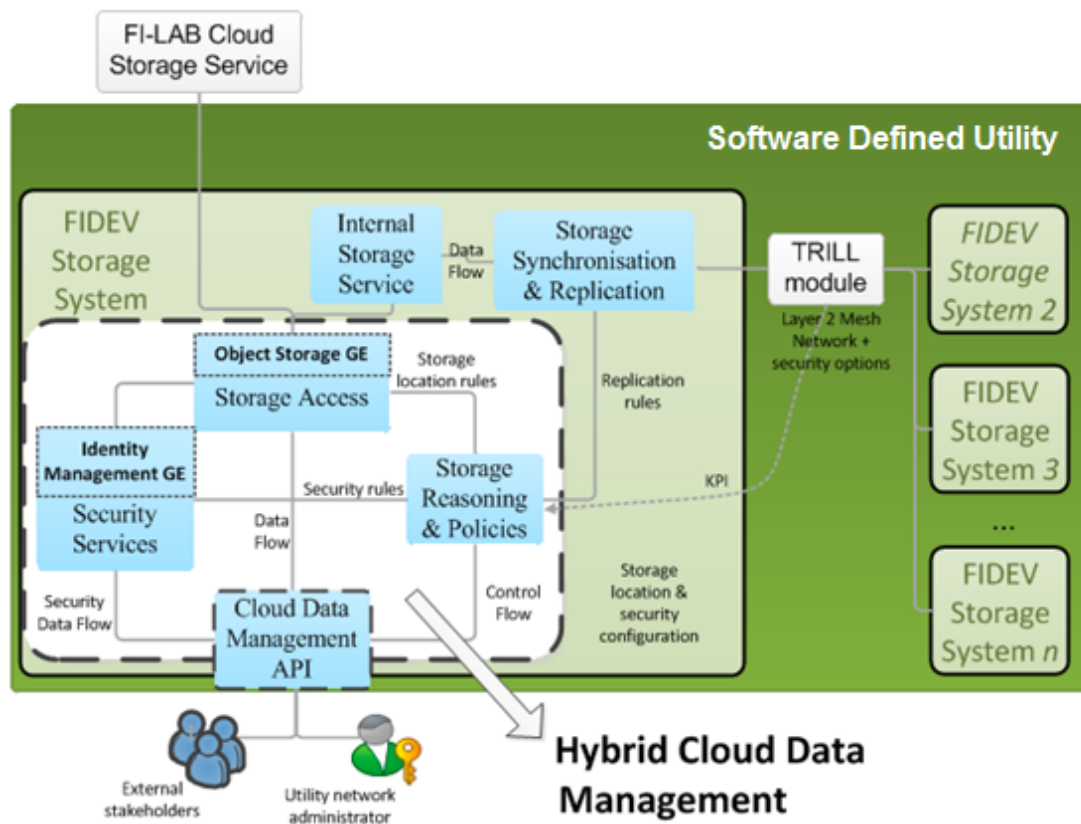 FI-LAB Cloud
Storage Service
Software Defined Utility
FIDEV
Storage
System
Internal
Storage
Service
Data
Flow
Storage
Synchronisation
& Replication
TRILL
module
Layer 2 Mesh
Network +
security options
FIDEV
Storage
System 2
Object Storage GE
Storage Access
Storage
location rules
Replication
rules
FIDEV
Storage
System 3
Identity
Management GE
Security
Services
Security rules
Storage
Reasoning
& Policies
KPI
...
Data
Flow
Security
Data Flow
Cloud Data
Management
API
Control
Flow
Storage
location &
security
configuration
FIDEV
Storage
System n
External
stakeholders
Utility network
administrator
Hybrid Cloud Data
Management